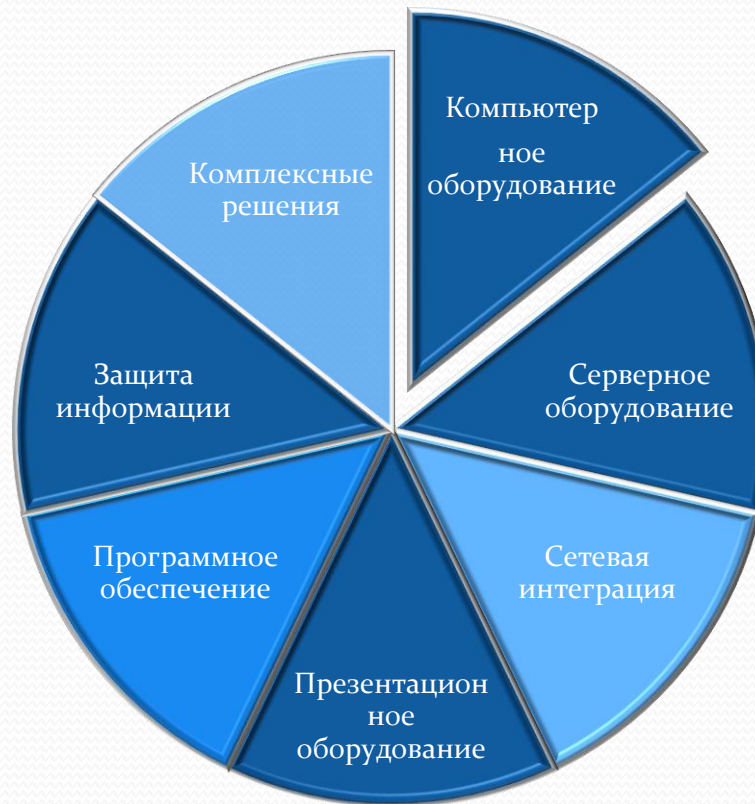 Компьютер
ное
оборудование
Серверное
оборудование
Сетевая
интеграция
Презентацион
ное
оборудование
Программное
обеспечение
Защита
информации
Комплексные
решения